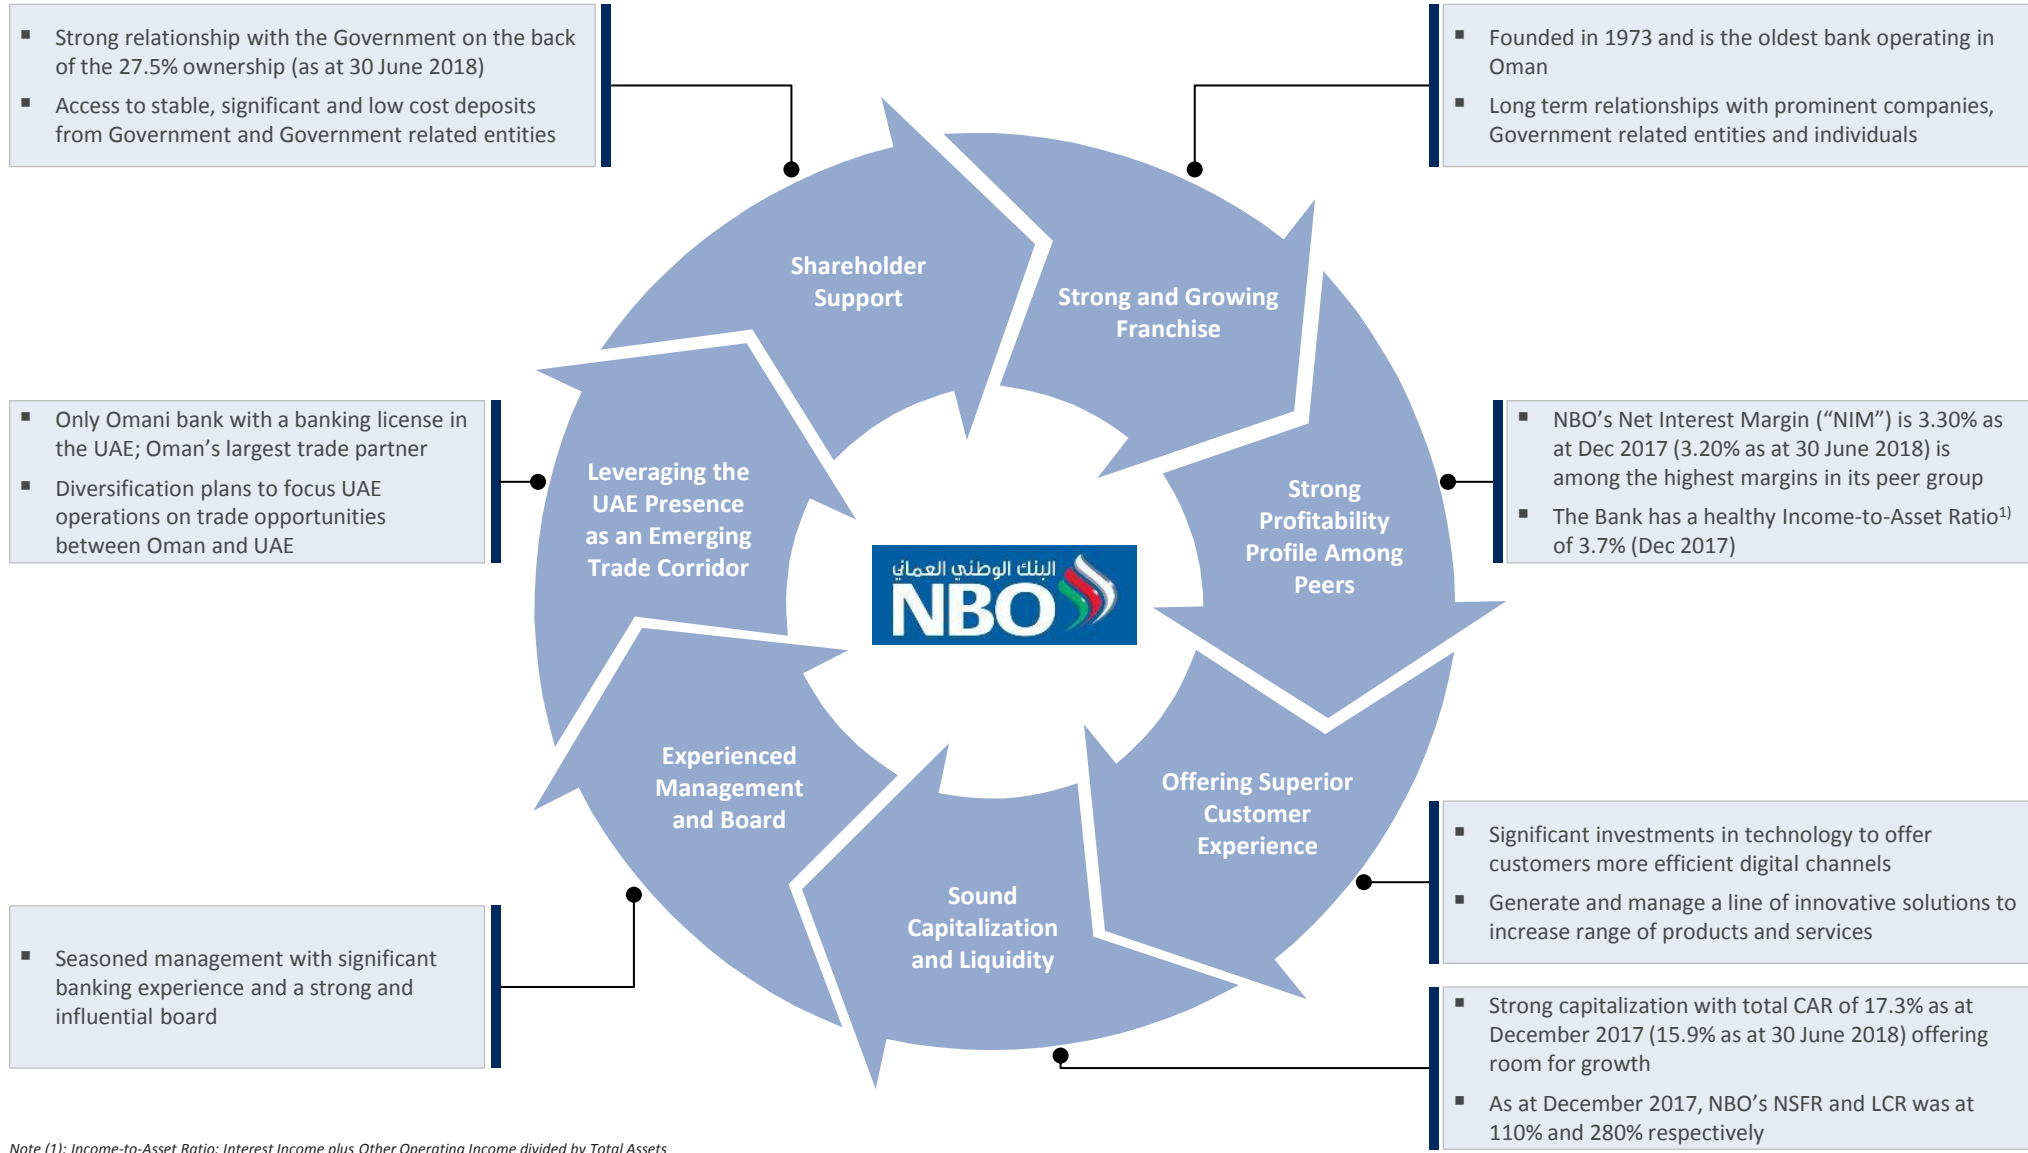 ▪ Strong relationship with the Government on the back
of the 27.5% ownership (as at 30 June 2018)
▪ Access to stable, significant and low cost deposits
from Government and Government related entities
▪ Founded in 1973 and is the oldest bank operating in
Oman
▪ Long term relationships with prominent companies,
Government related entities and individuals
Shareholder
Support
Strong and Growing
Franchise
▪ Only Omani bank with a banking license in
the UAE; Oman’s largest trade partner
▪ Diversification plans to focus UAE
operations on trade opportunities
between Oman and UAE
Leveraging the
UAE Presence
as an Emerging
Trade Corridor
البنك الوطني العماني
NBO
Strong
Profitability
Profile Among
Peers
▪ NBO’s Net Interest Margin (“NIM”) is 3.30% as
at Dec 2017 (3.20% as at 30 June 2018) is
among the highest margins in its peer group
▪ The Bank has a healthy Income-to-Asset Ratio1)
of 3.7% (Dec 2017)
Experienced
Management
and Board
Offering Superior
Customer
Experience
Sound
Capitalization
and Liquidity
▪ Significant investments in technology to offer
customers more efficient digital channels
▪ Generate and manage a line of innovative solutions to
increase range of products and services
▪ Seasoned management with significant
banking experience and a strong and
influential board
▪ Strong capitalization with total CAR of 17.3% as at
December 2017 (15.9% as at 30 June 2018) offering
room for growth
▪ As at December 2017, NBO’s NSFR and LCR was at
110% and 280% respectively
Note (1): Income-to-Asset Ratio: Interest Income plus Other Operating Income divided by Total Assets